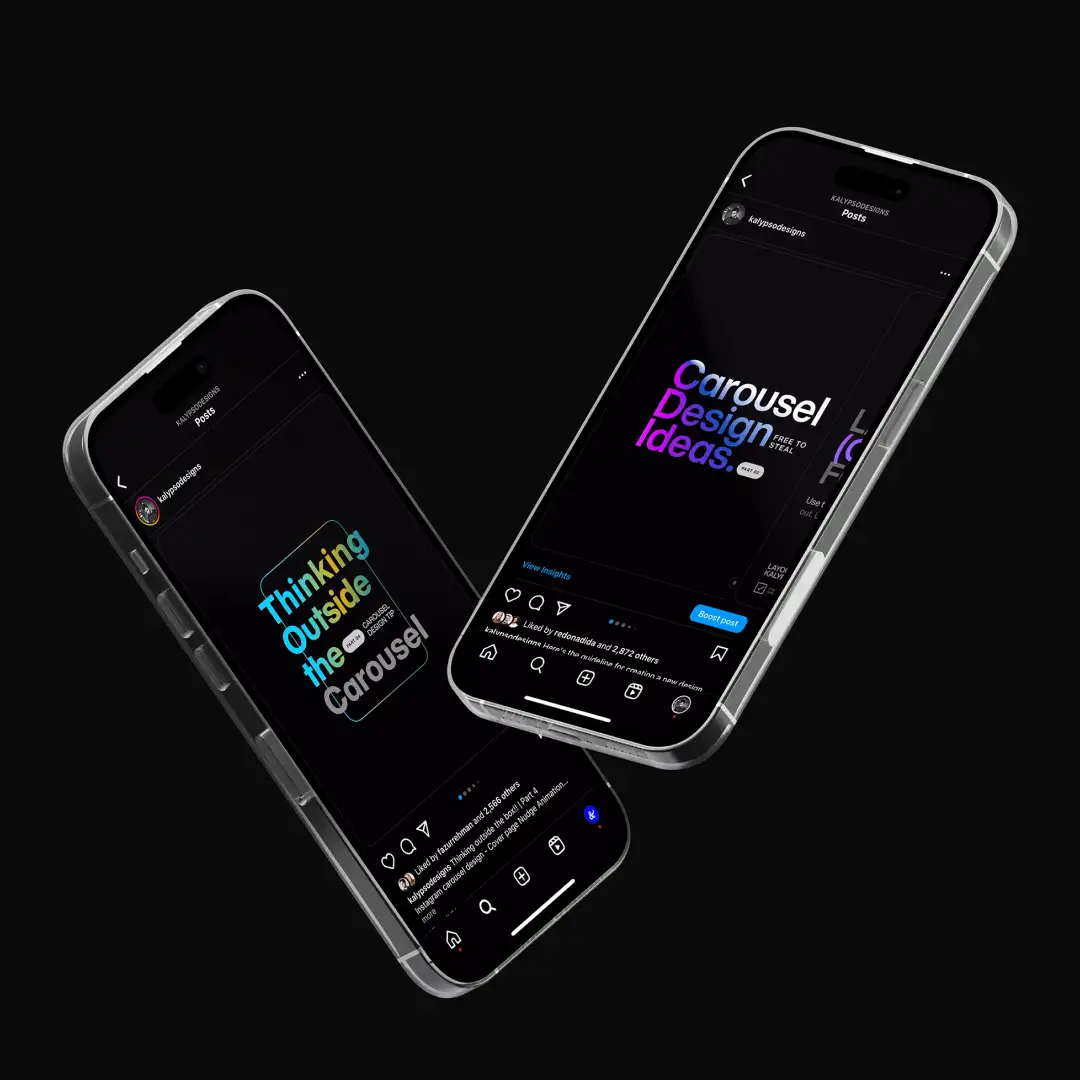 KALYPSODESIGNS
Posts
kalypsodesigns
Thinking
Outside
the
PART 04
CAROUSEL
DESIGN TIP
Carousel
Liked by fazurrehman and 2,566 others
kalypsodesigns Thinking outside the box!! | Part 4
Instagram carousel design - Cover page Nudge Animation...
more
&
KALYPSODESIGNS
Posts
kalypsodesigns
Carousel
Design
Ideas.
FREE TO
STEAL
PART 02
L
(C
F
Use t
out. L
LAYO
KALY
View Insights
Boost post
Liked by redonadida and 2,872 others
kalypsodesigns Here's the guideline for creating a new design